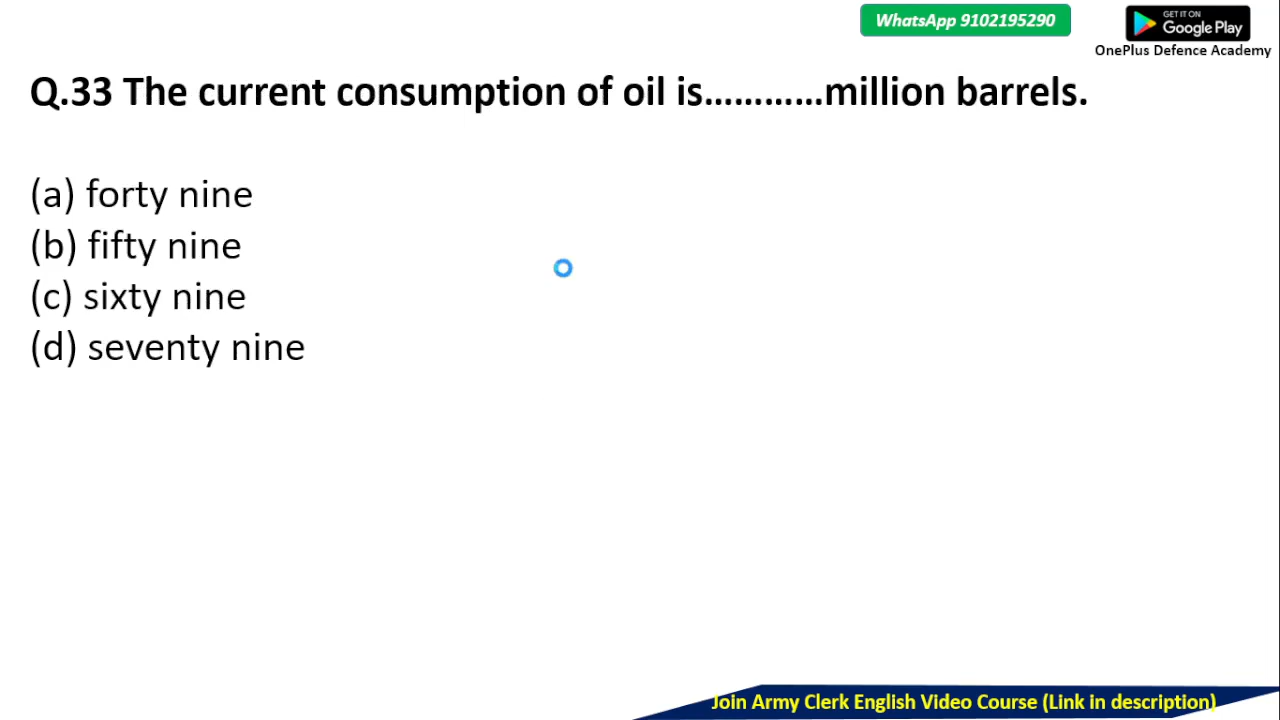 WhatsApp 9102195290
GET IT ON
Google Play
OnePlus Defence Academy
Q.33 The current consumption of oil is............million barrels.
(a) forty nine
(b) fifty nine
(c) sixty nine
(d) seventy nine
Join Army Clerk English Video Course (Link in description)